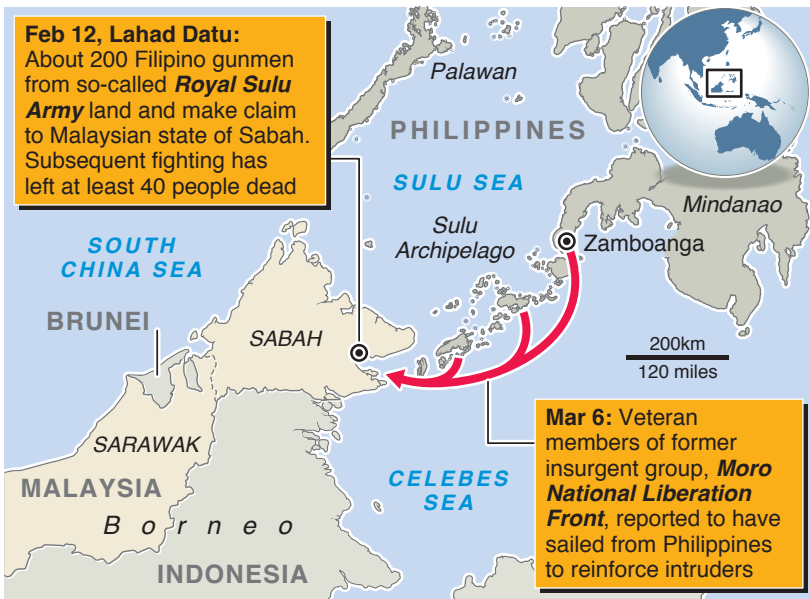 Feb 12, Lahad Datu:
About 200 Filipino gunmen
from so-called Royal Sulu
Army land and make claim
to Malaysian state of Sabah.
Subsequent fighting has
left at least 40 people dead
Palawan
PHILIPPINES
SULU SEA
Mindanao
Sulu
Archipelago
Zamboanga
SOUTH
CHINA SEA
BRUNEI
SABAH
200km
120 miles
SARAWAK
MALAYSIA
Borneo
INDONESIA
CELEBES
SEA
Mar 6: Veteran
members of former
insurgent group, Moro
National Liberation
Front, reported to have
sailed from Philippines
to reinforce intruders